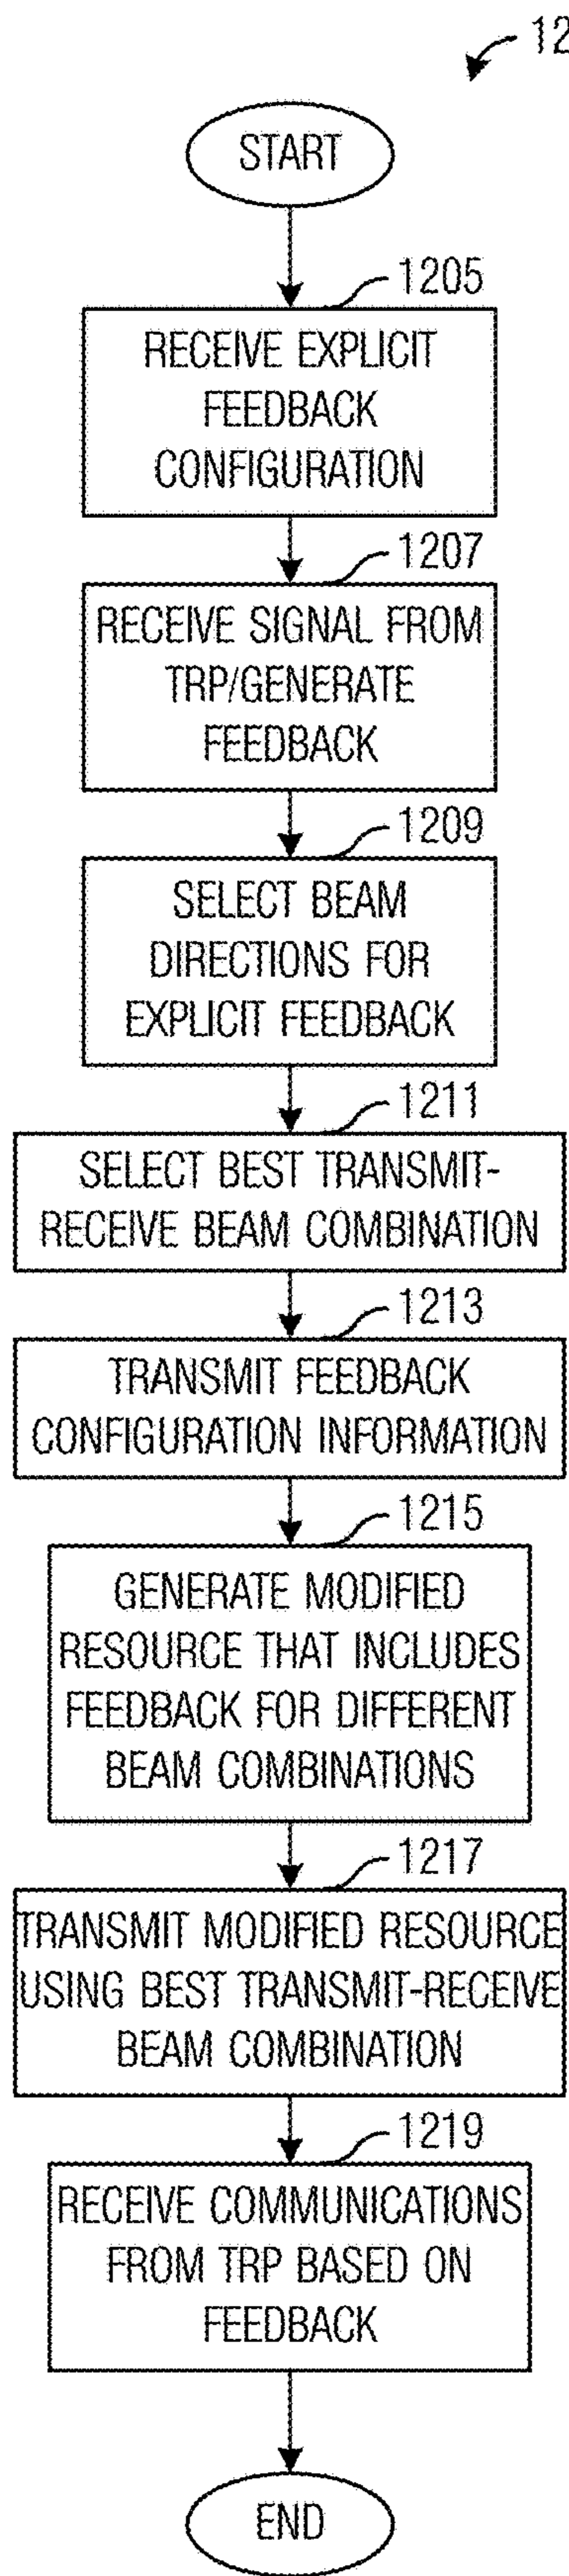 12
START
1205
RECEIVE EXPLICIT
FEEDBACK
CONFIGURATION
1207
RECEIVE SIGNAL FROM
TRP/GENERATE
FEEDBACK
1209
SELECT BEAM
DIRECTIONS FOR
EXPLICIT FEEDBACK
1211
SELECT BEST TRANSMIT-
RECEIVE BEAM COMBINATION
1213
TRANSMIT FEEDBACK
CONFIGURATION INFORMATION
1215
GENERATE MODIFIED
RESOURCE THAT INCLUDES
FEEDBACK FOR DIFFERENT
BEAM COMBINATIONS
1217
TRANSMIT MODIFIED RESOURCE
USING BEST TRANSMIT-RECEIVE
BEAM COMBINATION
1219
RECEIVE COMMUNICATIONS
FROM TRP BASED ON
FEEDBACK
END